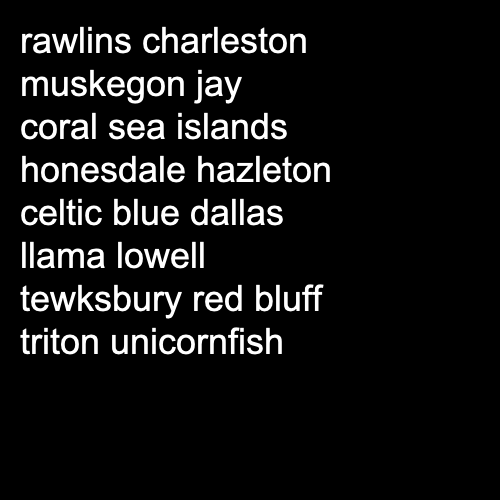 rawlins charleston
muskegon jay
coral sea islands
honesdale hazleton
celtic blue dallas
llama lowell
tewksbury red bluff
triton unicornfish